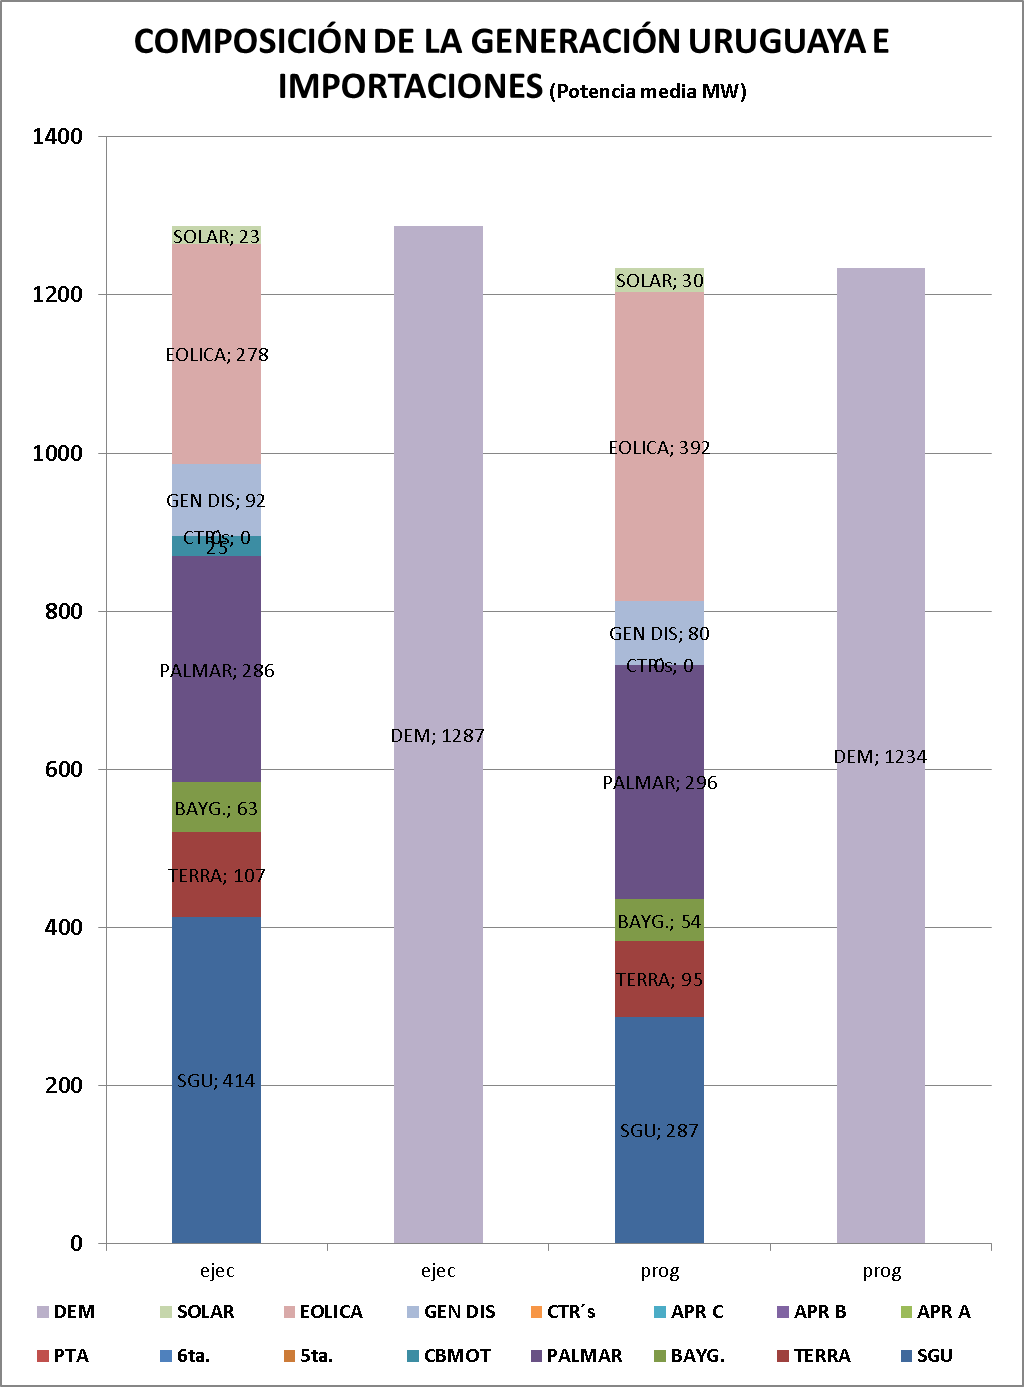 COMPOSICIÓN DE LA GENERACIÓN URUGUAYA E
IMPORTACIONES (Potencia media MW)
1400
1200
1000
800
600
400
200
0
SOLAR; 23
EOLICA; 278
GEN DIS; 92
CTR´s; 0
25
PALMAR; 286
BAYG.; 63
TERRA; 107
SGU; 414
DEM; 1287
SOLAR; 30
EOLICA; 392
GEN DIS; 80
CTR´s; 0
0
PALMAR; 296
BAYG.; 54
TERRA; 95
SGU; 287
DEM; 1234
ejec
ejec
prog
prog
DEM
SOLAR
EOLICA
GEN DIS
CTR´s
APR C
APR B
APR A
PTA
6ta.
5ta.
CBMOT
PALMAR
BAYG.
TERRA
SGU